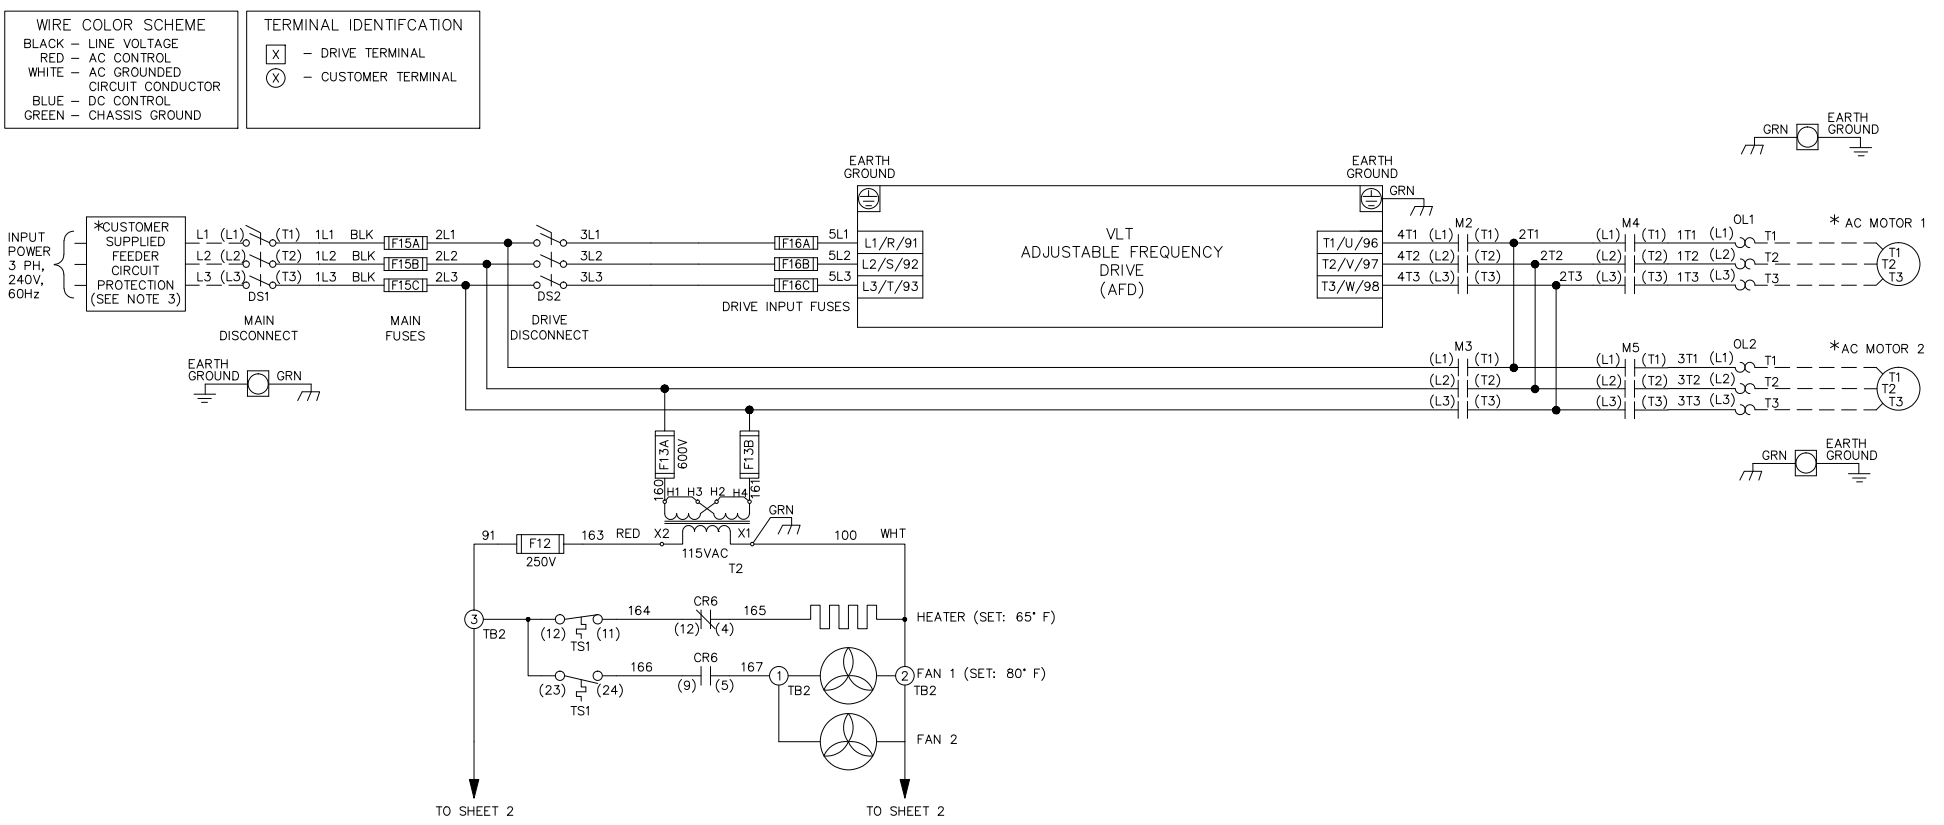 WIRE COLOR SCHEME
BLACK – LINE VOLTAGE
RED – AC CONTROL
WHITE – AC GROUNDED
CIRCUIT CONDUCTOR
BLUE – DC CONTROL
GREEN – CHASSIS GROUND
TERMINAL IDENTIFCATION
X – DRIVE TERMINAL
X – CUSTOMER TERMINAL
GRN
EARTH
GROUND
EARTH
GROUND
EARTH
GROUND
GRN
INPUT
POWER
3 PH,
240V,
60Hz
*CUSTOMER
SUPPLIED
FEEDER
CIRCUIT
PROTECTION
(SEE NOTE 3)
L1 (L1) (T1) 1L1 BLK F15A 2L1 3L1 F16A 5L1 L1/R/91
L2 (L2) (T2) 1L2 BLK F15B 2L2 3L2 F16B 5L2 L2/S/92
L3 (L3) (T3) 1L3 BLK F15C 2L3 3L3 F16C 5L3 L3/T/93
DS1
MAIN
DISCONNECT
MAIN
FUSES
DS2
DRIVE
DISCONNECT
DRIVE INPUT FUSES
VLT
ADJUSTABLE FREQUENCY
DRIVE
(AFD)
M2 M4 OL1 * AC MOTOR 1
T1/U/96 4T1 (L1) (T1) 2T1 (L1) (T1) 1T1 (L1) T1 T1
T2/V/97 4T2 (L2) (T2) 2T2 (L2) (T2) 1T2 (L2) T2 T2
T3/W/98 4T3 (L3) (T3) 2T3 (L3) (T3) 1T3 (L3) T3 T3
EARTH
GROUND
GRN
M3 M5 OL2 *AC MOTOR 2
(L1) (T1) (L1) (T1) 3T1 (L1) T1 T1
(L2) (T2) (L2) (T2) 3T2 (L2) T2 T2
(L3) (T3) (L3) (T3) 3T3 (L3) T3 T3
GRN
EARTH
GROUND
F13A
600V
F13B
160
161
H1 H3 H2 H4
GRN
91 F12 163 RED X2 X1 100 WHT
250V
115VAC
T2
3
TB2
(12) (11) 164 CR6 165 HEATER (SET: 65° F)
TS1
(12) (4)
(23) (24) 166 CR6 167 1 2 FAN 1 (SET: 80° F)
TS1
(9) (5)
TB2
TB2
FAN 2
TO SHEET 2
TO SHEET 2